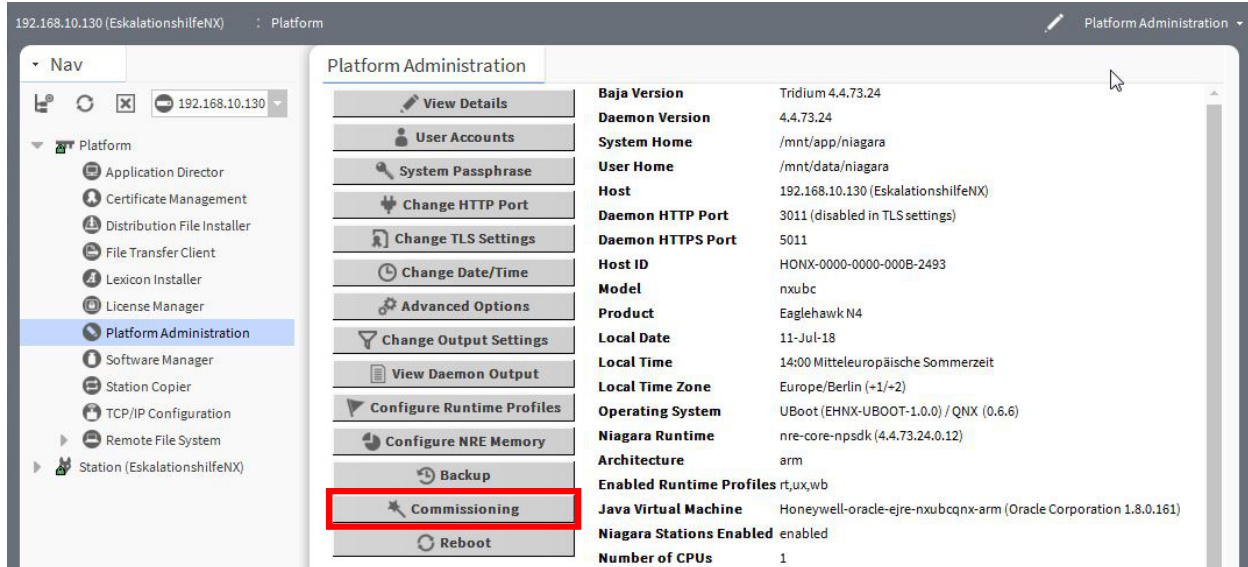 192.168.10.130 (EskalationshilfeNX) : Platform
Platform Administration
Nav
192.168.10.130
Platform
Application Director
Certificate Management
Distribution File Installer
File Transfer Client
Lexicon Installer
License Manager
Platform Administration
Software Manager
Station Copier
TCP/IP Configuration
Remote File System
Station (EskalationshilfeNX)
Platform Administration
View Details
User Accounts
System Passphrase
Change HTTP Port
Change TLS Settings
Change Date/Time
Advanced Options
Change Output Settings
View Daemon Output
Configure Runtime Profiles
Configure NRE Memory
Backup
Commissioning
Reboot
Baja Version Tridium 4.4.73.24
Daemon Version 4.4.73.24
System Home /mnt/app/niagara
User Home /mnt/data/niagara
Host 192.168.10.130 (EskalationshilfeNX)
Daemon HTTP Port 3011 (disabled in TLS settings)
Daemon HTTPS Port 5011
Host ID HONX-0000-0000-000B-2493
Model nxubc
Product Eaglehawk N4
Local Date 11-Jul-18
Local Time 14:00 Mitteleuropäische Sommerzeit
Local Time Zone Europe/Berlin (+1/+2)
Operating System UBoot (EHNX-UBOOT-1.0.0) / QNX (0.6.6)
Niagara Runtime nre-core-npsdk (4.4.73.24.0.12)
Architecture arm
Enabled Runtime Profiles rt,ux,wb
Java Virtual Machine Honeywell-oracle-ejre-nxubcqnx-arm (Oracle Corporation 1.8.0.161)
Niagara Stations Enabled enabled
Number of CPUs 1